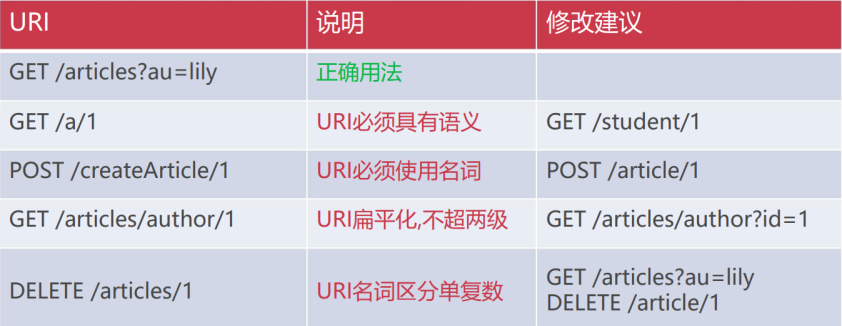 URI 说明 修改建议
GET /articles?au=lily 正确用法
GET /a/1 URI必须具有语义 GET /student/1
POST /createArticle/1 URI必须使用名词 POST /article/1
GET /articles/author/1 URI扁平化,不超两级 GET /articles/author?id=1
DELETE /articles/1 URI名词区分单复数 GET /articles?au=lily
DELETE /article/1